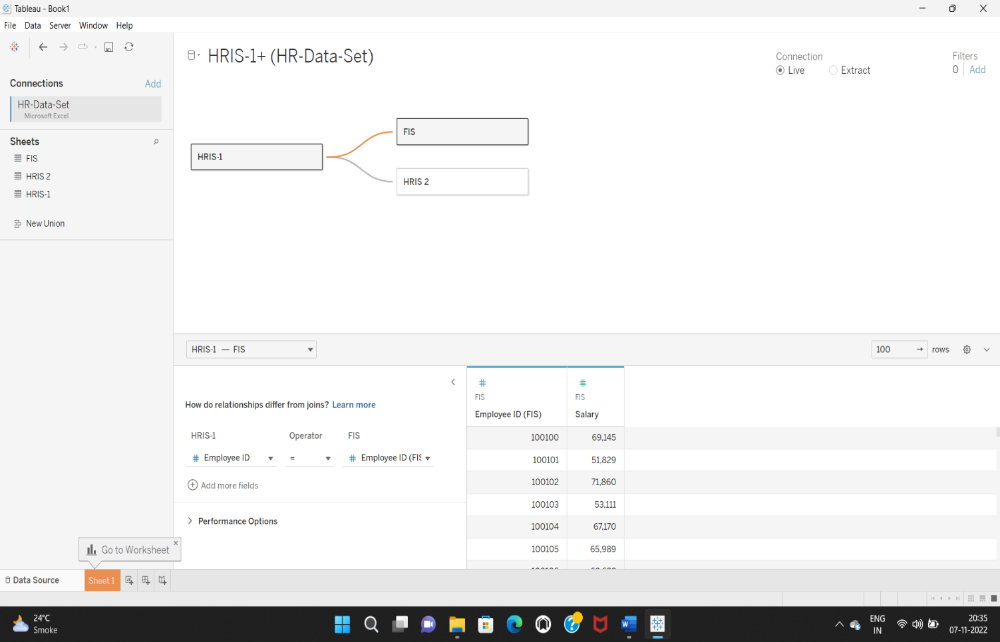 Tableau - Book1
File Data Server Window Help
HRIS-1+ (HR-Data-Set)
Connection
Live
Extract
Filters
0
Add
Connections
Add
HR-Data-Set
Microsoft Excel
Sheets
FIS
HRIS 2
HRIS-1
New Union
HRIS-1
FIS
HRIS 2
HRIS-1 — FIS
100
rows
How do relationships differ from joins? Learn more
HRIS-1 Operator FIS
Employee ID = Employee ID (FIS
Add more fields
Performance Options
FIS FIS
Employee ID (FIS) Salary
100100 69,145
100101 51,829
100102 71,860
100103 53,111
100104 67,170
100105 65,989
Go to Worksheet
Data Source
Sheet 1
24°C
Smoke
ENG
IN
20:35
07-11-2022